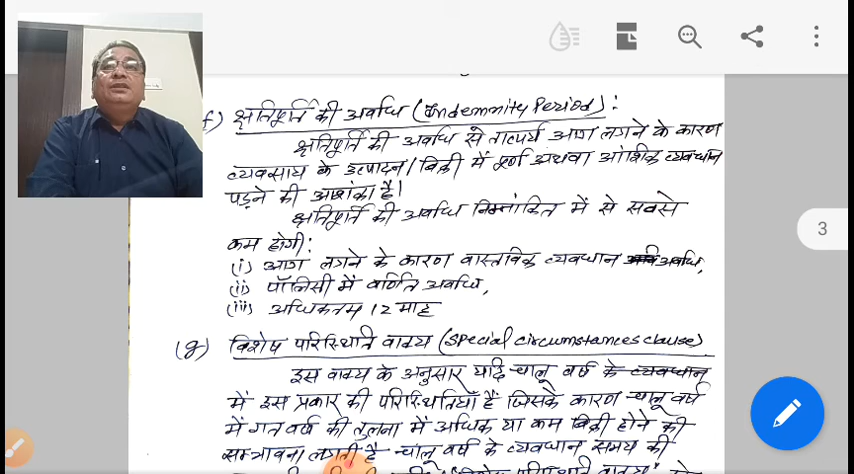 f) क्षतिपूर्ति की अवधि (Indemnity Period) :
क्षतिपूर्ति की अवधि से तात्पर्य आग लगने के कारण
व्यवसाय के उत्पादन/बिक्री में पूर्ण अथवा आंशिक व्यवधान
पड़ने की आशंका है।
क्षतिपूर्ति की अवधि निम्नांकित में से सबसे
कम होगी:
(i) आग लगने के कारण वास्तविक व्यवधान अवधि,
(ii) पॉलिसी में वर्णित अवधि,
(iii) अधिकतम 12 माह
3
(g) विशेष परिस्थिति वाक्य (Special circumstances clause)
इस वाक्य के अनुसार यदि चालू वर्ष के व्यवधान
में इस प्रकार की परिस्थितियाँ हैं जिसके कारण चालू वर्ष
में गत वर्ष की तुलना में अधिक या कम बिक्री होने की
सम्भावना लगती है चालू वर्ष के व्यवधान समय की